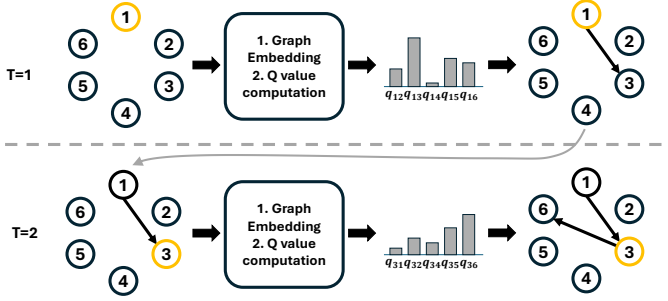 T=1
1
6
2
5
3
4
1. Graph
Embedding
2. Q value
computation
q12 q13 q14 q15 q16
1
6
2
5
3
4
T=2
1
6
2
5
3
4
1. Graph
Embedding
2. Q value
computation
q31 q32 q34 q35 q36
1
6
2
5
3
4